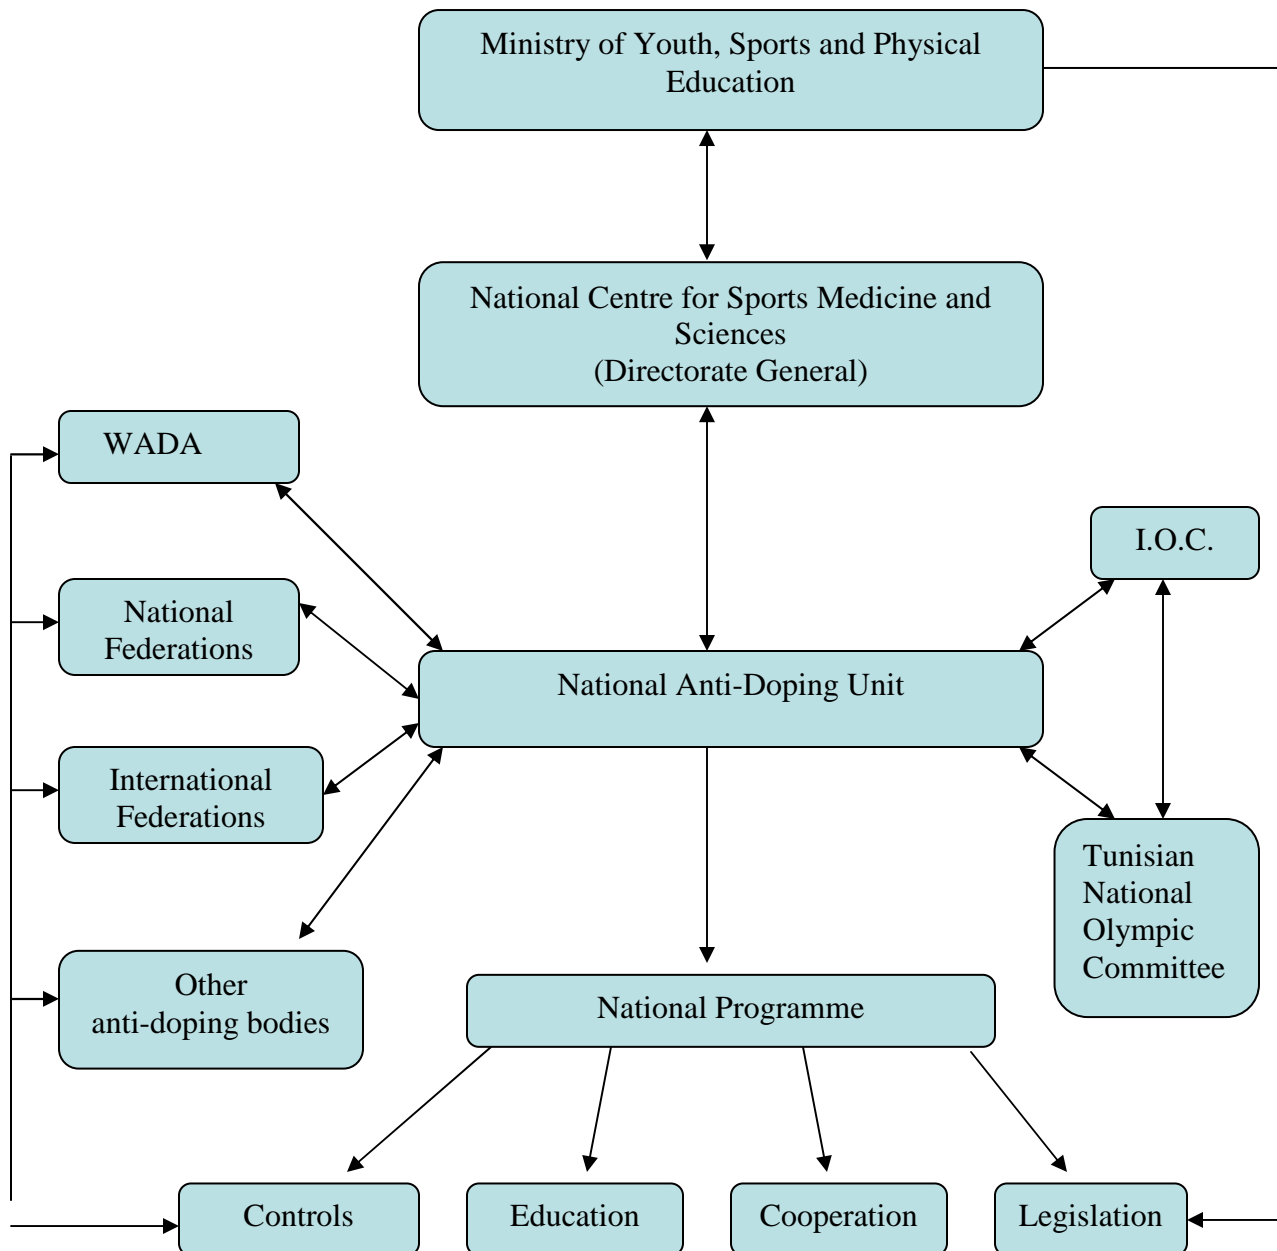 Ministry of Youth, Sports and Physical
Education
National Centre for Sports Medicine and
Sciences
(Directorate General)
WADA
I.O.C.
National
Federations
National Anti-Doping Unit
International
Federations
Tunisian
National
Olympic
Committee
Other
anti-doping bodies
National Programme
Controls
Education
Cooperation
Legislation